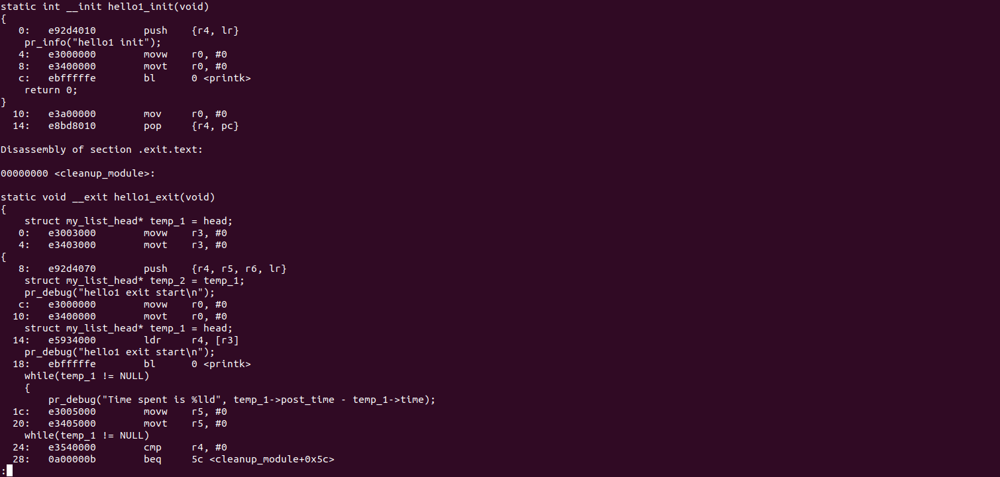 static int __init hello1_init(void)
{
   0:   e92d4010        push    {r4, lr}
    pr_info("hello1 init");
   4:   e3000000        movw    r0, #0
   8:   e3400000        movt    r0, #0
   c:   ebfffffe        bl      0 <printk>
    return 0;
}
  10:   e3a00000        mov     r0, #0
  14:   e8bd8010        pop     {r4, pc}

Disassembly of section .exit.text:

00000000 <cleanup_module>:

static void __exit hello1_exit(void)
{
    struct my_list_head* temp_1 = head;
   0:   e3003000        movw    r3, #0
   4:   e3403000        movt    r3, #0
{
   8:   e92d4070        push    {r4, r5, r6, lr}
    struct my_list_head* temp_2 = temp_1;
    pr_debug("hello1 exit start\n");
   c:   e3000000        movw    r0, #0
  10:   e3400000        movt    r0, #0
    struct my_list_head* temp_1 = head;
  14:   e5934000        ldr     r4, [r3]
    pr_debug("hello1 exit start\n");
  18:   ebfffffe        bl      0 <printk>
    while(temp_1 != NULL)
    {
        pr_debug("Time spent is %lld", temp_1->post_time - temp_1->time);
  1c:   e3005000        movw    r5, #0
  20:   e3405000        movt    r5, #0
    while(temp_1 != NULL)
  24:   e3540000        cmp     r4, #0
  28:   0a00000b        beq     5c <cleanup_module+0x5c>
: